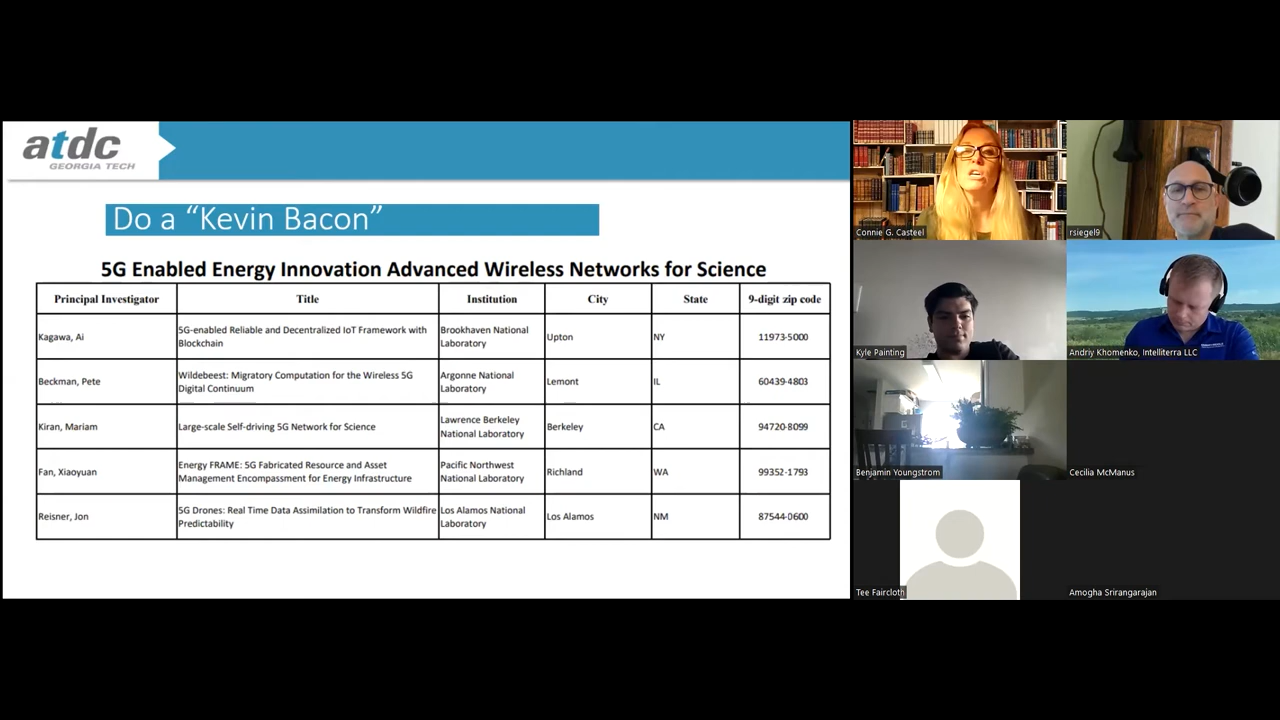 atdc
GEORGIA TECH
Do a “Kevin Bacon”
5G Enabled Energy Innovation Advanced Wireless Networks for Science
Principal Investigator Title Institution City State 9-digit zip code
Kagawa, Ai 5G-enabled Reliable and Decentralized IoT Framework with Blockchain Brookhaven National Laboratory Upton NY 11973-5000
Beckman, Pete Wildebeest: Migratory Computation for the Wireless 5G Digital Continuum Argonne National Laboratory Lemont IL 60439-4803
Kiran, Mariam Large-scale Self-driving 5G Network for Science Lawrence Berkeley National Laboratory Berkeley CA 94720-8099
Fan, Xiaoyuan Energy FRAME: 5G Fabricated Resource and Asset Management Encompassment for Energy Infrastructure Pacific Northwest National Laboratory Richland WA 99352-1793
Reisner, Jon 5G Drones: Real Time Data Assimilation to Transform Wildfire Predictability Los Alamos National Laboratory Los Alamos NM 87544-0600
Connie G. Casteel
rsiegel9
Kyle Painting
Andriy Khomenko, Intelliterra LLC
Benjamin Youngstrom
Cecilia McManus
Tee Faircloth
Amogha Srirangarajan